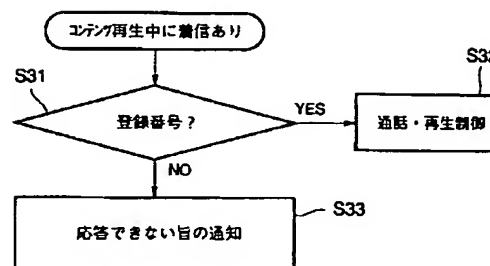 コンテンツ再生中に着信あり
S31
登録番号?
YES
S32
通話・再生制御
NO
S33
応答できない旨の通知